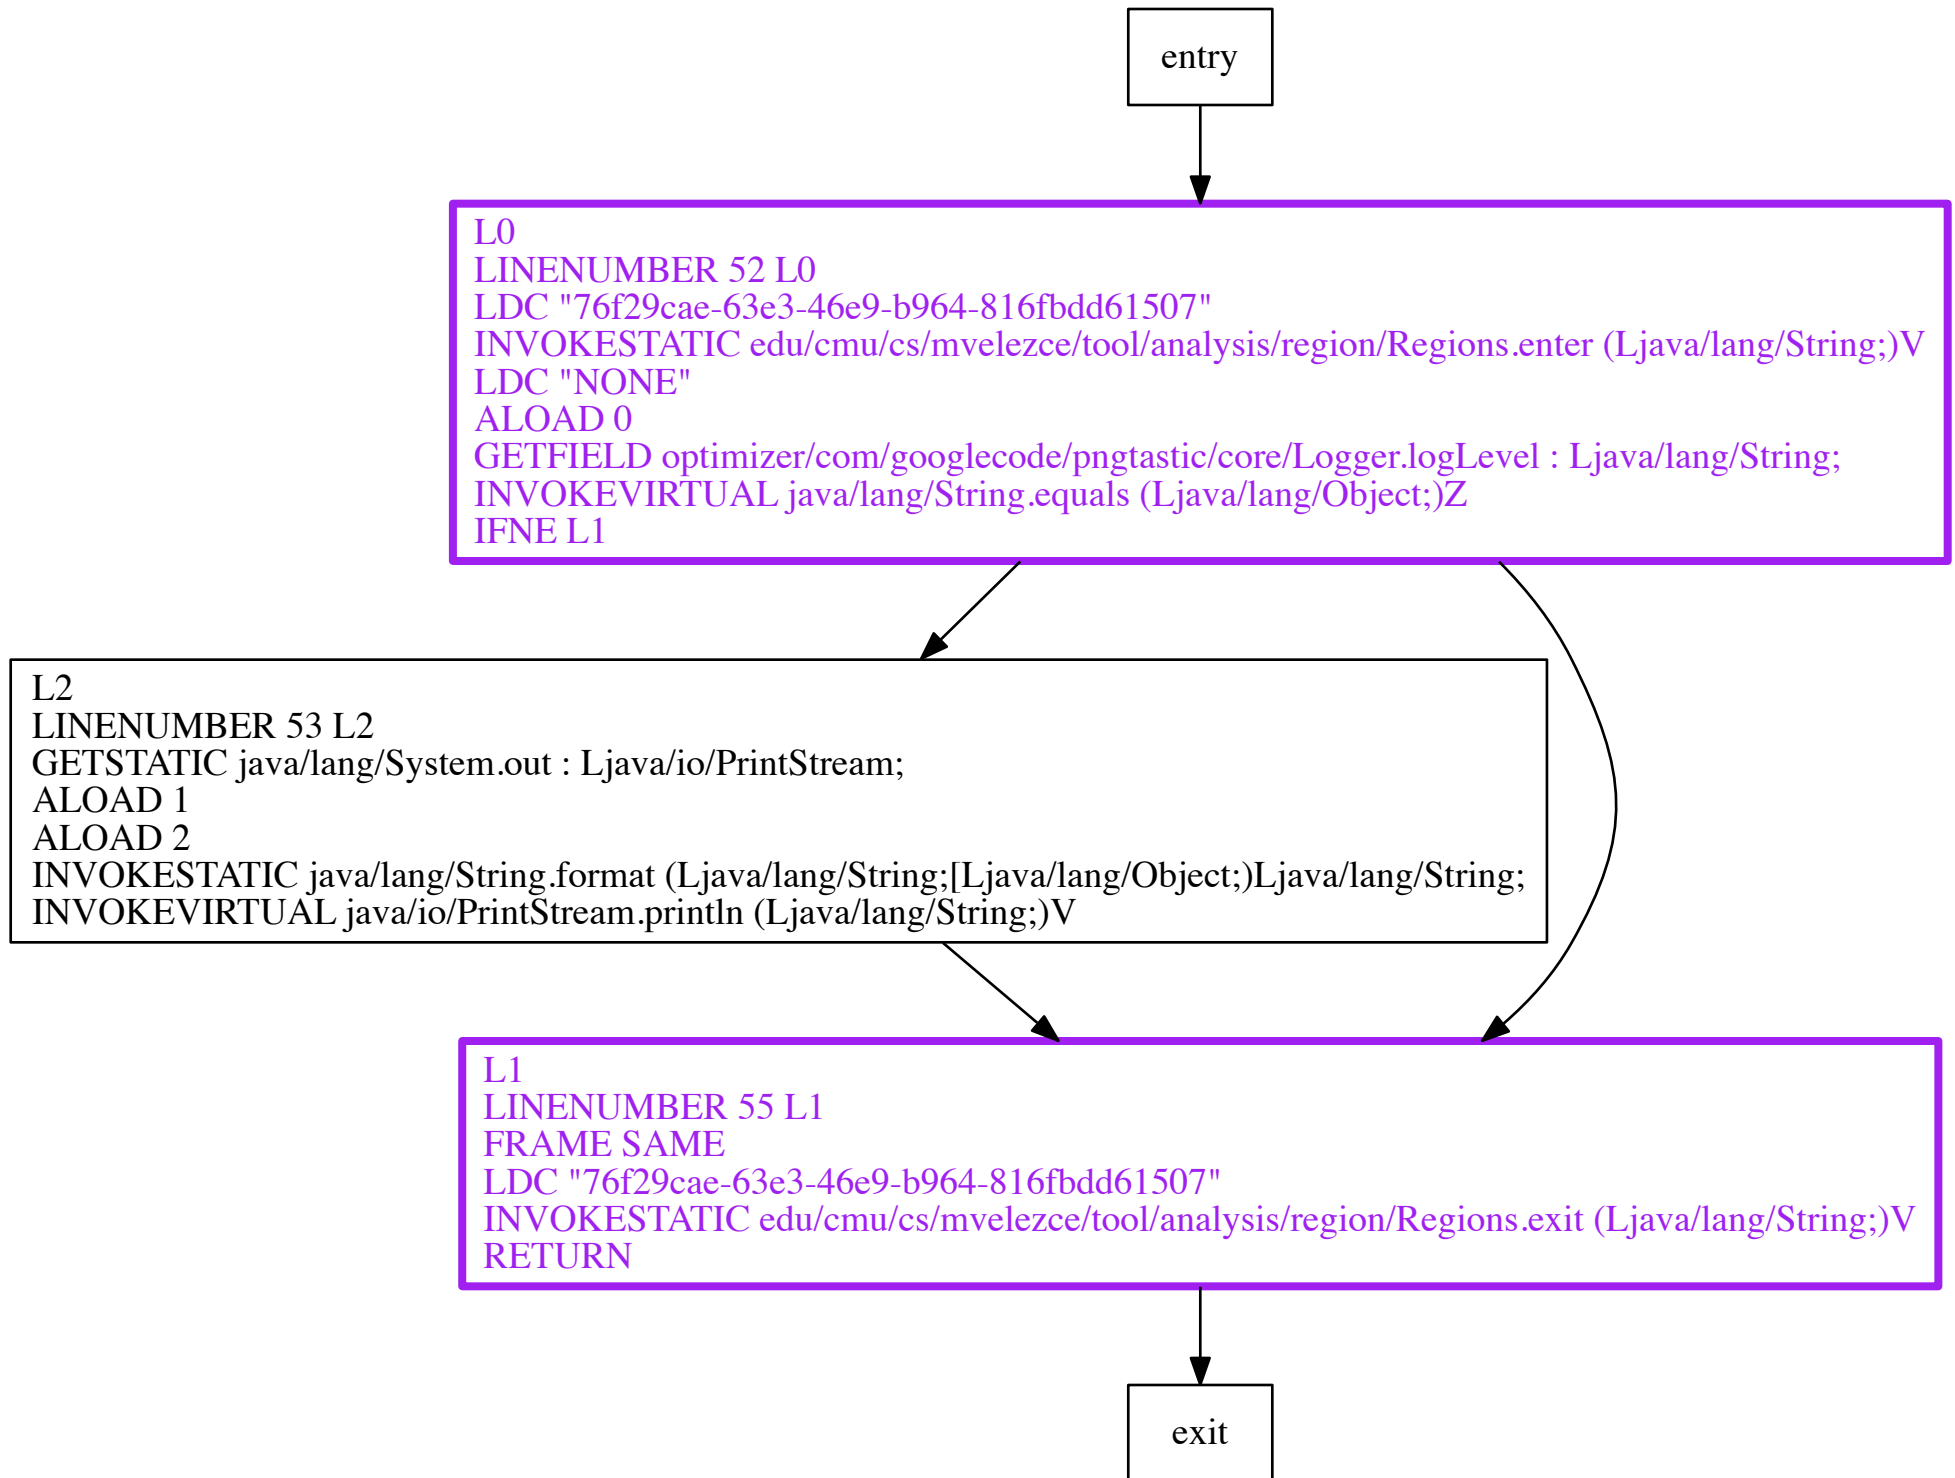 entry
L0
LINENUMBER 52 L0
LDC "76f29cae-63e3-46e9-b964-816fbdd61507"
INVOKESTATIC edu/cmu/cs/mvelezce/tool/analysis/region/Regions.enter (Ljava/lang/String;)V
LDC "NONE"
ALOAD 0
GETFIELD optimizer/com/googlecode/pngtastic/core/Logger.logLevel : Ljava/lang/String;
INVOKEVIRTUAL java/lang/String.equals (Ljava/lang/Object;)Z
IFNE L1
L2
LINENUMBER 53 L2
GETSTATIC java/lang/System.out : Ljava/io/PrintStream;
ALOAD 1
ALOAD 2
INVOKESTATIC java/lang/String.format (Ljava/lang/String;[Ljava/lang/Object;)Ljava/lang/String;
INVOKEVIRTUAL java/io/PrintStream.println (Ljava/lang/String;)V
L1
LINENUMBER 55 L1
FRAME SAME
LDC "76f29cae-63e3-46e9-b964-816fbdd61507"
INVOKESTATIC edu/cmu/cs/mvelezce/tool/analysis/region/Regions.exit (Ljava/lang/String;)V
RETURN
exit